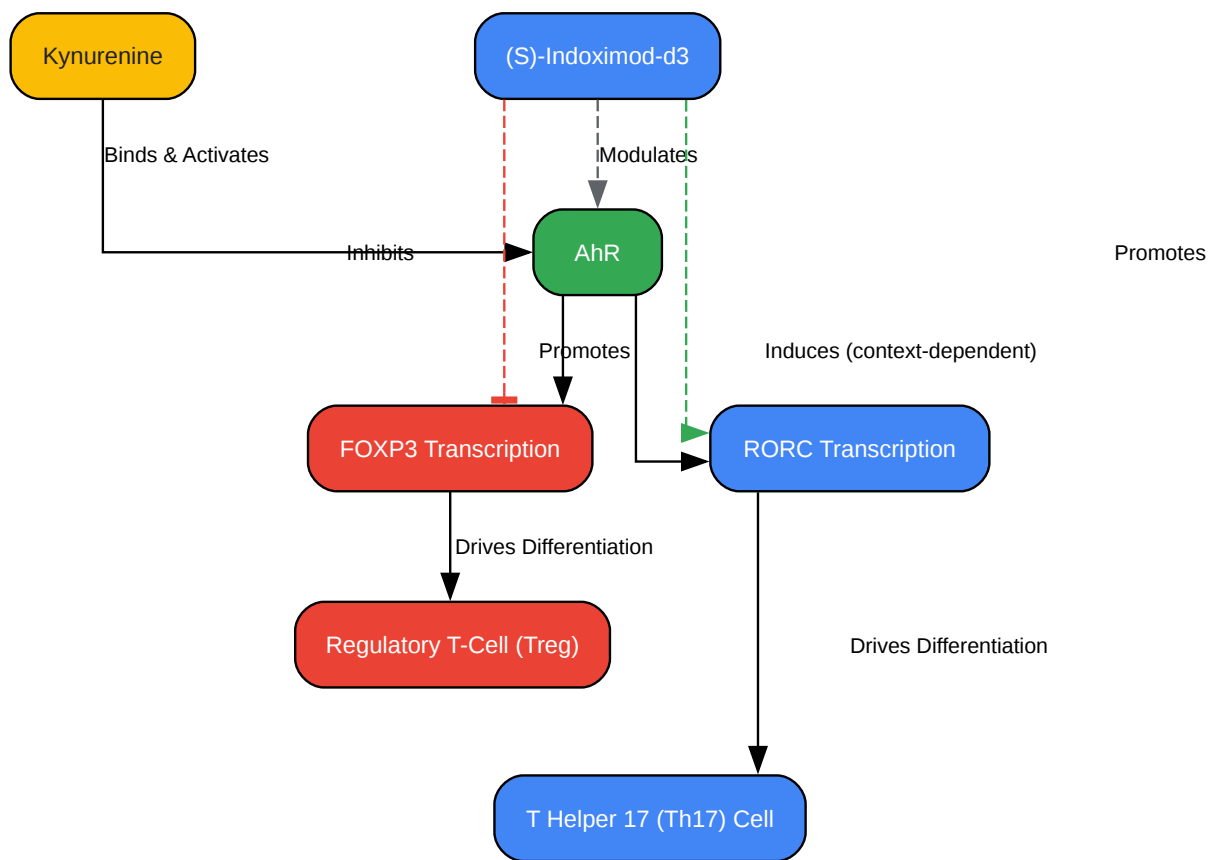 Kynurenine
(S)-Indoximod-d3
Binds & Activates
Modulates
AhR
Inhibits
Promotes
Promotes
Induces (context-dependent)
FOXP3 Transcription
RORC Transcription
Drives Differentiation
Regulatory T-Cell (Treg)
Drives Differentiation
T Helper 17 (Th17) Cell